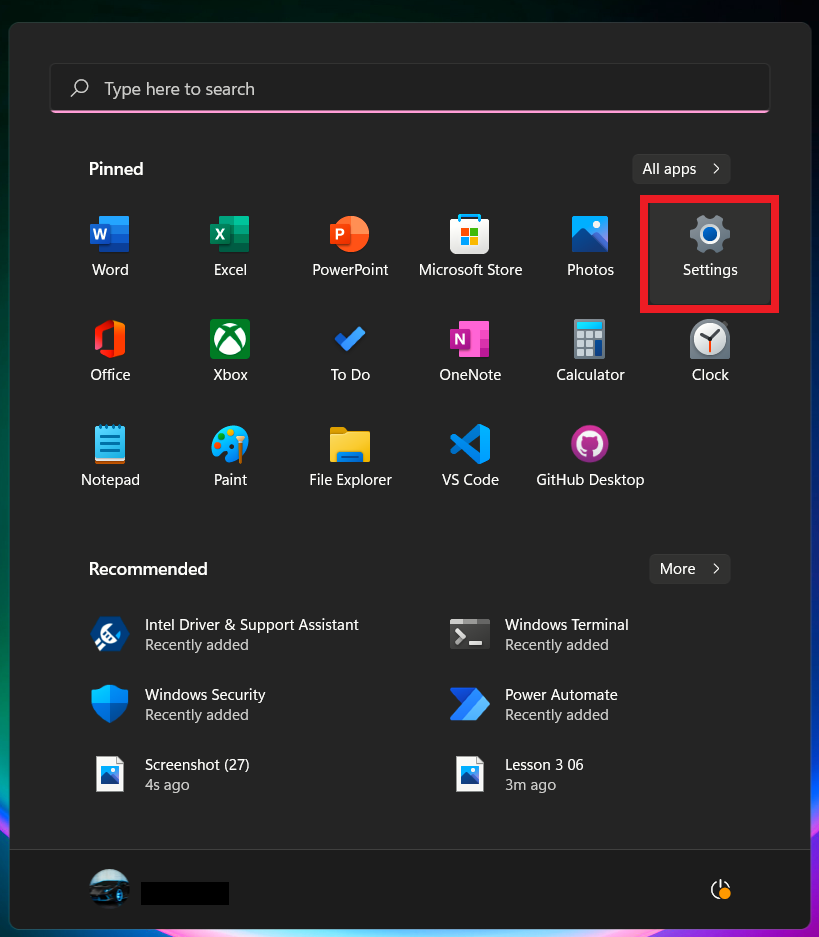 Type here to search
Pinned
All apps
Word
Excel
PowerPoint
Microsoft Store
Photos
Settings
Office
Xbox
To Do
OneNote
Calculator
Clock
Notepad
Paint
File Explorer
VS Code
GitHub Desktop
Recommended
More
Intel Driver & Support Assistant
Recently added
Windows Terminal
Recently added
Windows Security
Recently added
Power Automate
Recently added
Screenshot (27)
4s ago
Lesson 3 06
3m ago